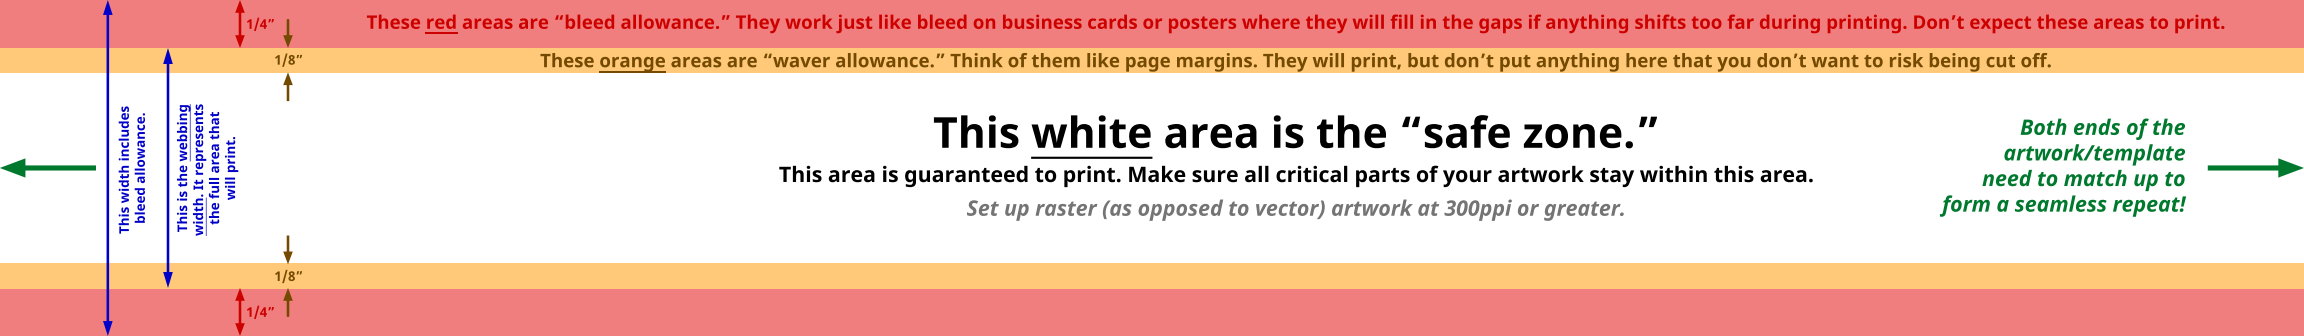 These red areas are “bleed allowance.” They work just like bleed on business cards or posters where they will fill in the gaps if anything shifts too far during printing. Don’t expect these areas to print.
1/4”
These orange areas are “waver allowance.” Think of them like page margins. They will print, but don’t put anything here that you don’t want to risk being cut off.
1/8”
This width includes
bleed allowance.
This is the webbing
width. It represents
the full area that
will print.
This white area is the “safe zone.”
This area is guaranteed to print. Make sure all critical parts of your artwork stay within this area.
Set up raster (as opposed to vector) artwork at 300ppi or greater.
Both ends of the
artwork/template
need to match up to
form a seamless repeat!
1/8”
1/4”